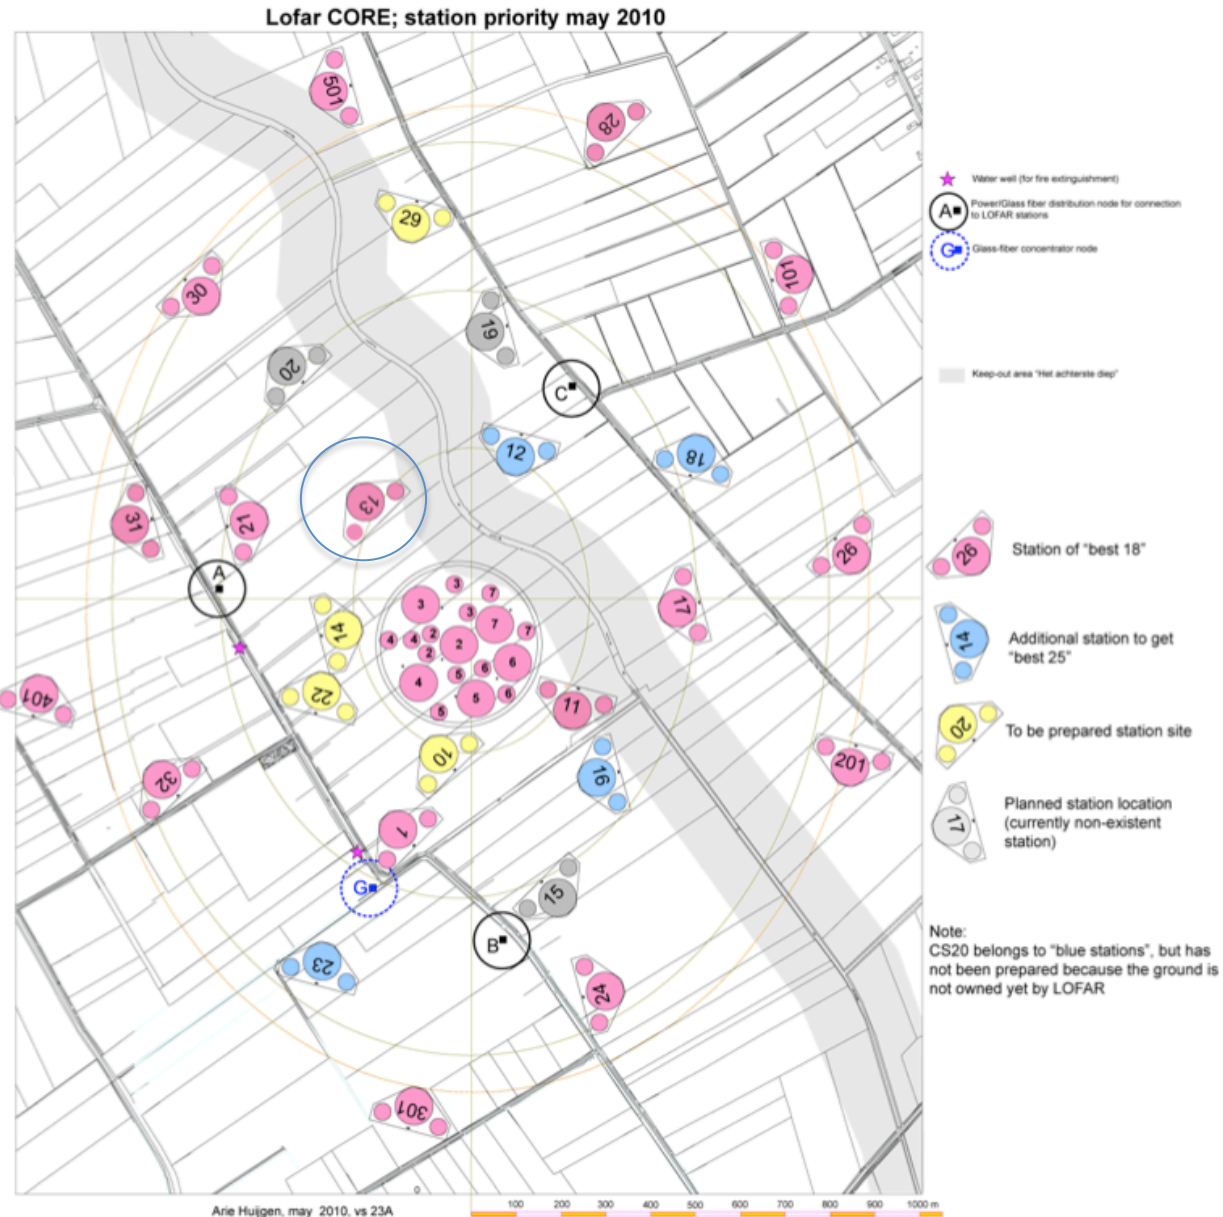 Lofar CORE; station priority may 2010
501
28
29
101
30
19
20
C
12
18
13
31
21
26
A
17
14
3
7
3
3
7
7
4
4
2
2
2
6
5
6
4
5
6
5
401
22
11
10
201
32
16
1
G
15
B
23
24
301
Water well (for fire extinguishment)
A
Power/Glass fiber distribution node for connection
to LOFAR stations
G
Glass-fiber concentrator node
Keep-out area "Het achterste diep"
26
Station of "best 18"
14
Additional station to get
"best 25"
20
To be prepared station site
17
Planned station location
(currently non-existent
station)
Note:
CS20 belongs to "blue stations", but has
not been prepared because the ground is
not owned yet by LOFAR
Arie Huijgen, may 2010, vs 23A
100 200 300 400 500 600 700 800 900 1000 m